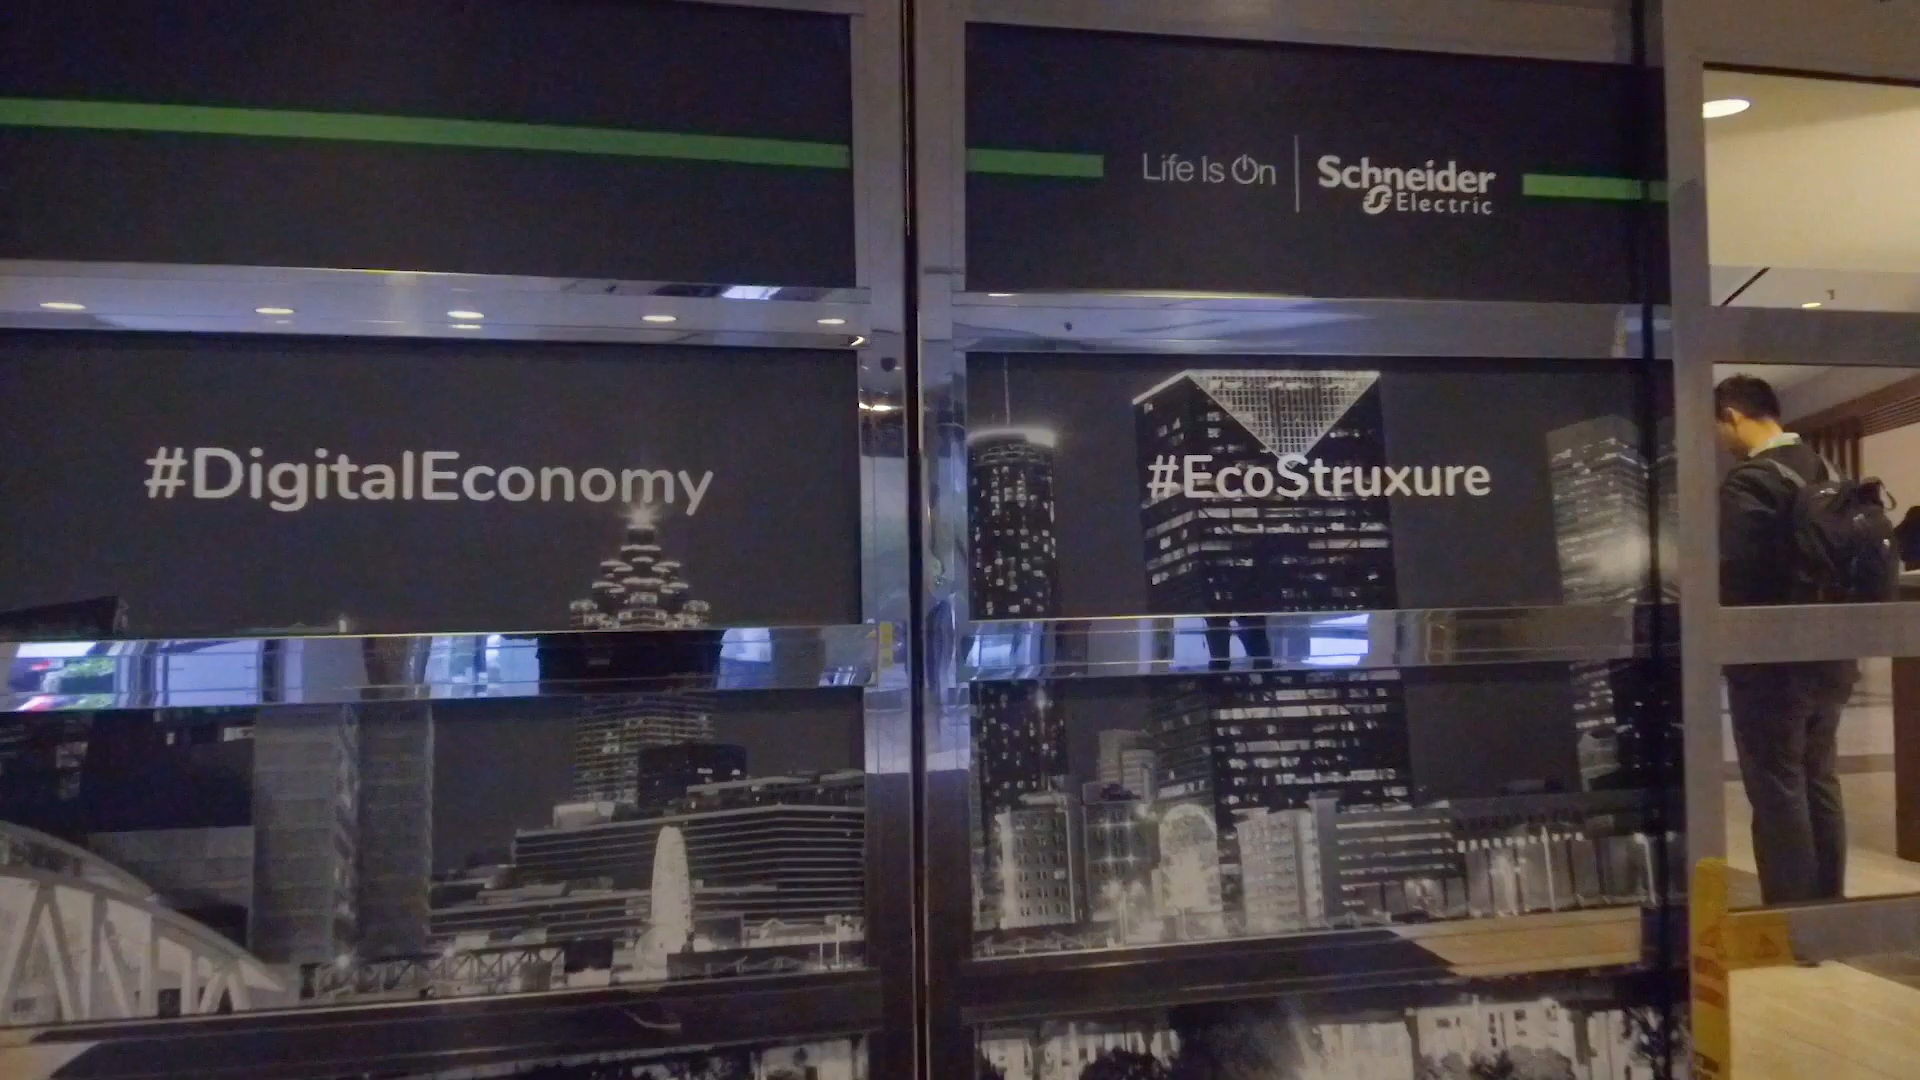 Life Is On
Schneider
Electric
#DigitalEconomy
#EcoStruxure